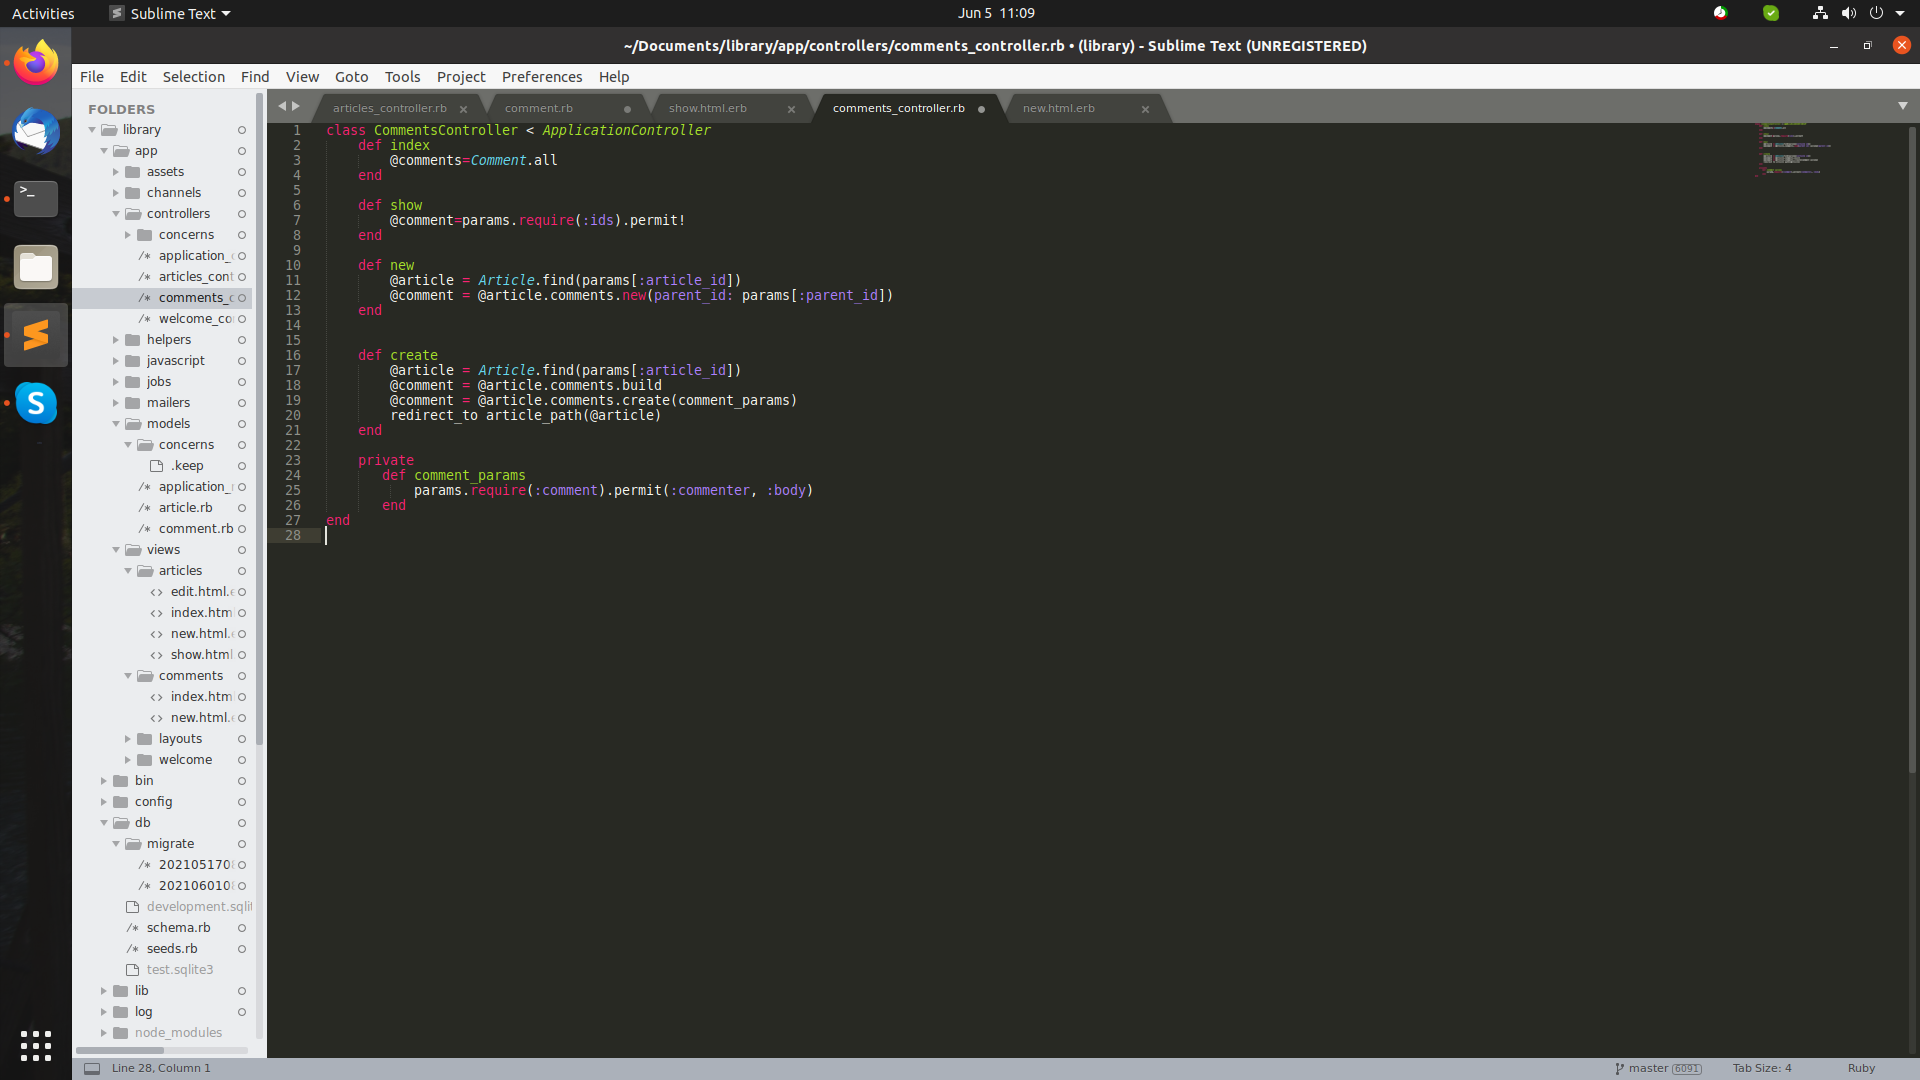 Activities
Sublime Text
Jun 5 11:09
~/Documents/library/app/controllers/comments_controller.rb • (library) - Sublime Text (UNREGISTERED)
File Edit Selection Find View Goto Tools Project Preferences Help
FOLDERS
library
app
assets
channels
controllers
concerns
application_
articles_cont
comments_c
welcome_co
helpers
javascript
jobs
mailers
models
concerns
.keep
application_
article.rb
comment.rb
views
articles
edit.html.e
index.htm
new.html.
show.html
comments
index.htm
new.html.
layouts
welcome
bin
config
db
migrate
202105170
202106010
development.sqli
schema.rb
seeds.rb
test.sqlite3
lib
log
node_modules
articles_controller.rb
comment.rb
show.html.erb
comments_controller.rb
new.html.erb
1 class CommentsController < ApplicationController
2 def index
3 @comments=Comment.all
4 end
5
6 def show
7 @comment=params.require(:ids).permit!
8 end
9
10 def new
11 @article = Article.find(params[:article_id])
12 @comment = @article.comments.new(parent_id: params[:parent_id])
13 end
14
15
16 def create
17 @article = Article.find(params[:article_id])
18 @comment = @article.comments.build
19 @comment = @article.comments.create(comment_params)
20 redirect_to article_path(@article)
21 end
22
23 private
24 def comment_params
25 params.require(:comment).permit(:commenter, :body)
26 end
27 end
28
Line 28, Column 1
master 6091
Tab Size: 4
Ruby